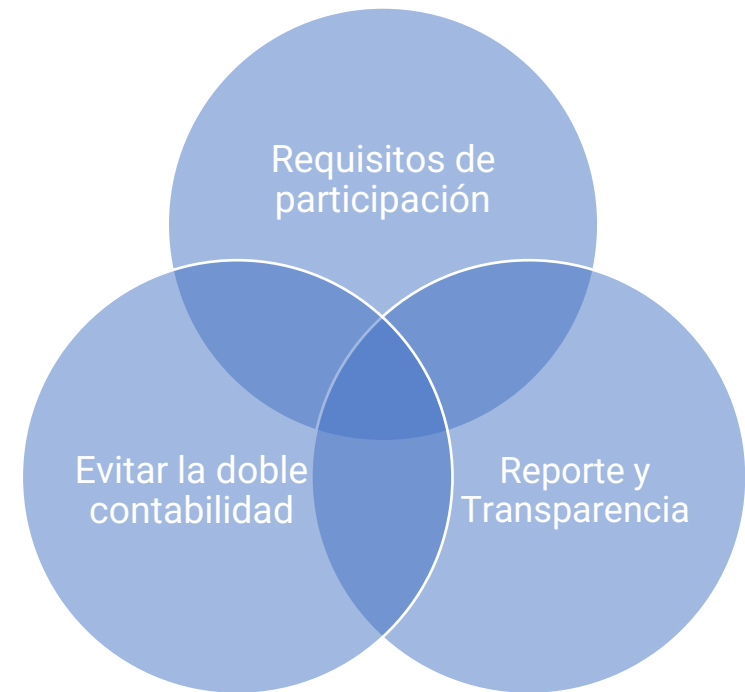 Requisitos de
participación
Evitar la doble
contabilidad
Reporte y
Transparencia